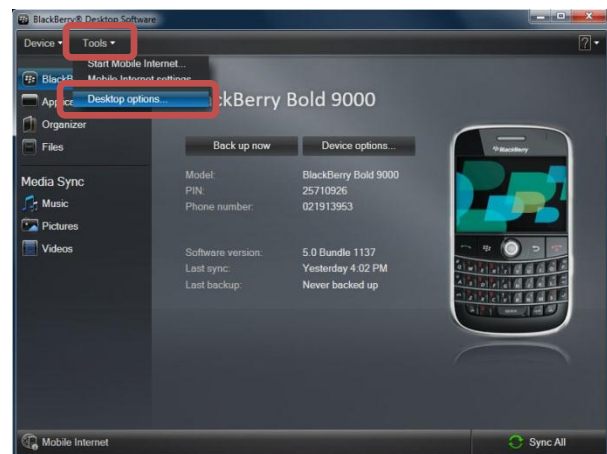 BlackBerry® Desktop Software
Device Tools
Start Mobile Internet...
Mobile Internet settings
Desktop options...
BlackB
ckBerry Bold 9000
Applica
Organizer
Files
Back up now Device options...
Model: BlackBerry Bold 9000
PIN: 25710926
Phone number: 021913953
Media Sync
Music
Pictures
Videos
Software version: 5.0 Bundle 1137
Last sync: Yesterday 4:02 PM
Last backup: Never backed up
BlackBerry
Mobile Internet Sync All